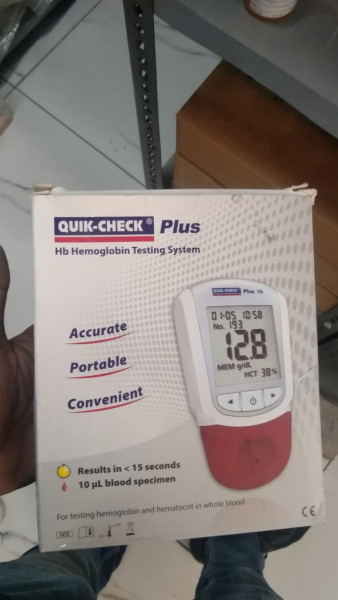 QUIK-CHECK® Plus
Hb Hemoglobin Testing System
QUIK-CHECK Plus Hb
01-05 10:58
No. 193
12.8
MEM g/dL
HCT 38 %
Accurate
Portable
Convenient
Results in < 15 seconds
10 µL blood specimen
For testing hemoglobin and hematocrit in whole blood
IVD
CE